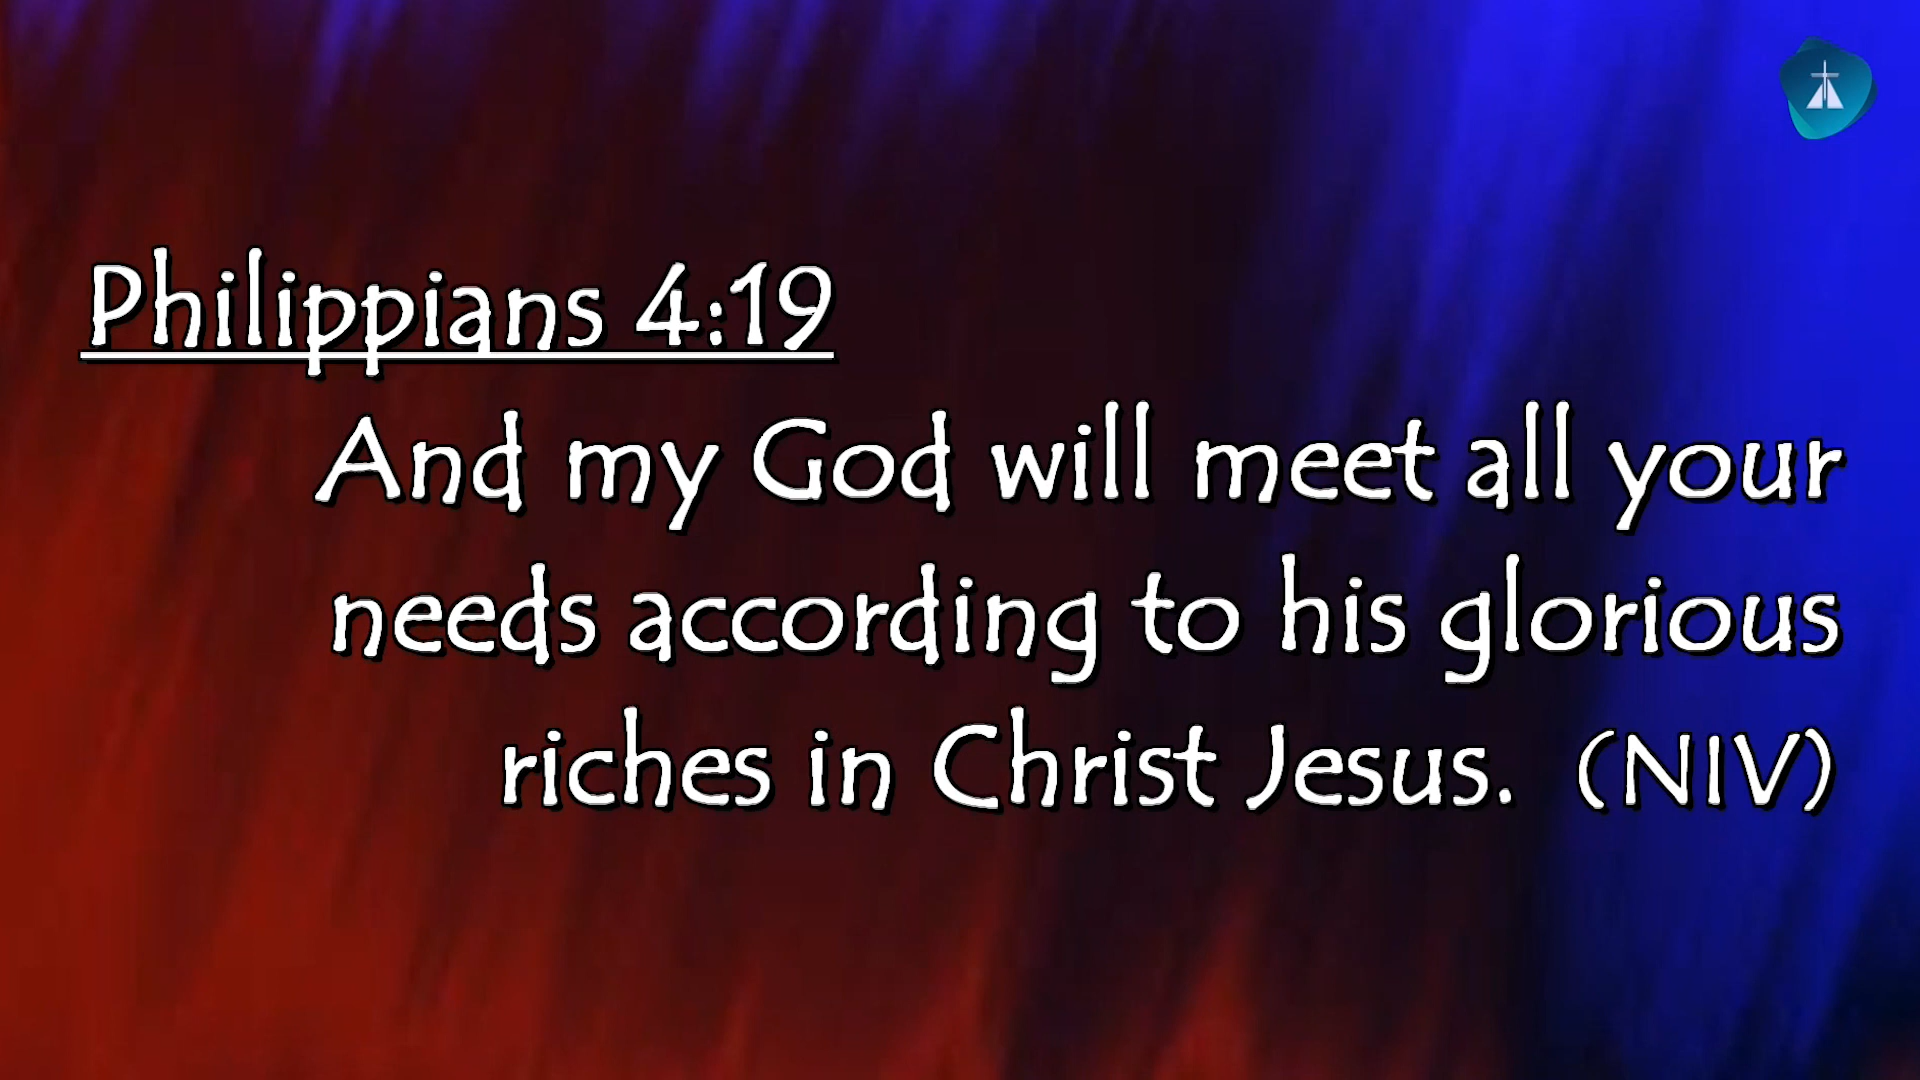 Philippians 4:19
And my God will meet all your
needs according to his glorious
riches in Christ Jesus. (NIV)